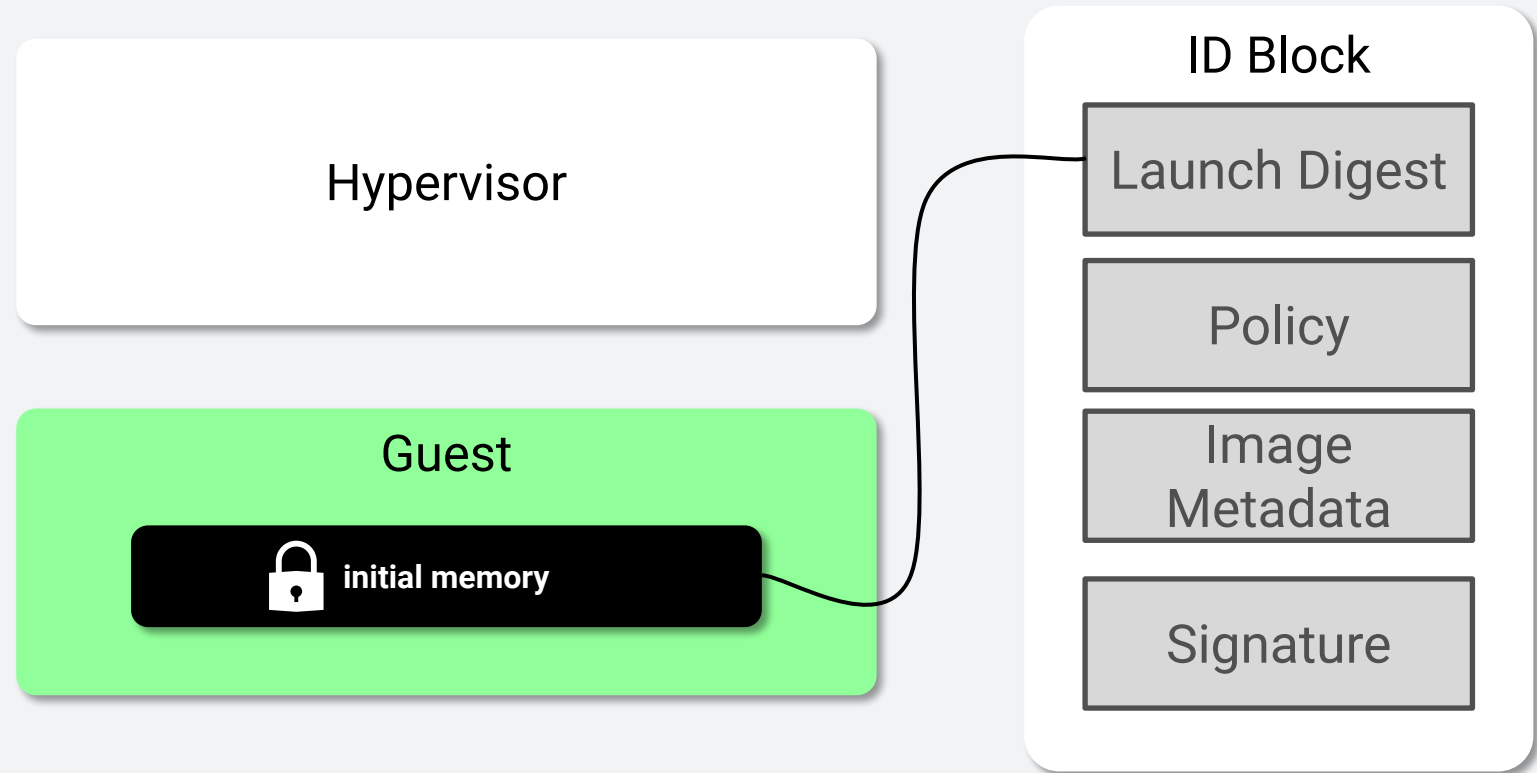 Hypervisor
Guest
initial memory
ID Block
Launch Digest
Policy
Image
Metadata
Signature